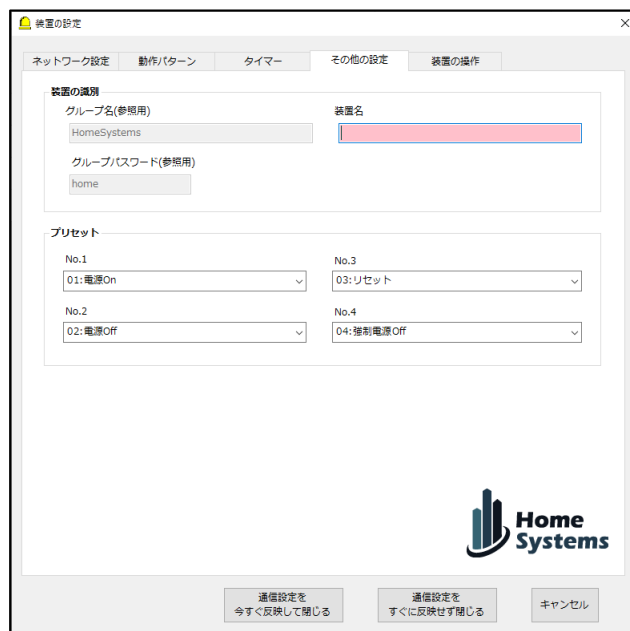 装置の設定
ネットワーク設定
動作パターン
タイマー
その他の設定
装置の操作
装置の識別
グループ名(参照用)
装置名
HomeSystems
グループパスワード(参照用)
home
プリセット
No.1
No.3
01:電源On
03:リセット
No.2
No.4
02:電源Off
04:強制電源Off
Home
Systems
通信設定を
今すぐ反映して閉じる
通信設定を
すぐに反映せず閉じる
キャンセル